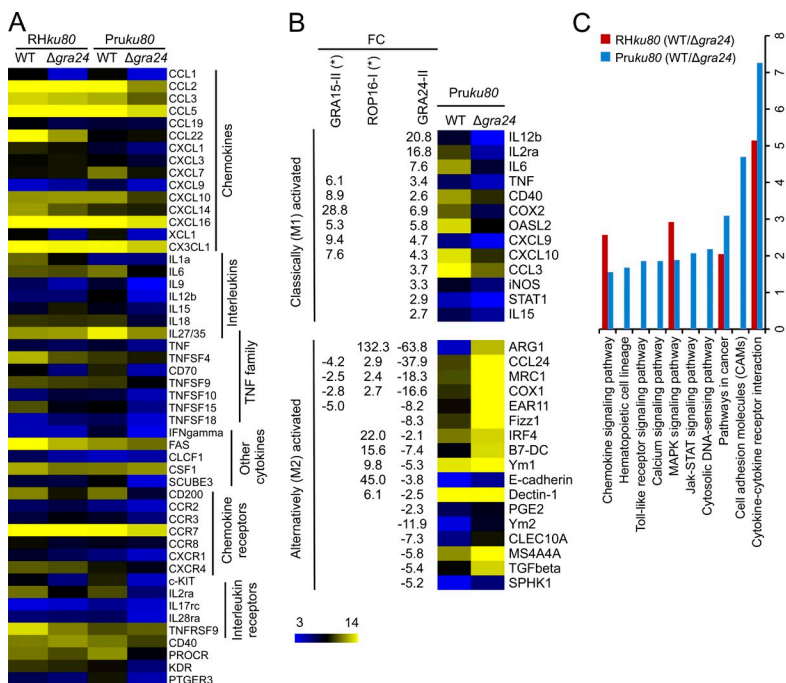 A
RHku80 Pruku80
WT Δgra24 WT Δgra24
CCL1
CCL2
CCL3
CCL5
CCL19
CCL22
CXCL1
CXCL3
CXCL7
CXCL9
CXCL10
CXCL14
CXCL16
XCL1
CX3CL1
Chemokines
IL1a
IL6
IL9
IL12b
IL15
IL18
IL27/35
Interleukins
TNF
TNFSF4
CD70
TNFSF9
TNFSF10
TNFSF15
TNFSF18
TNF family
IFNgamma
FAS
CLCF1
CSF1
SCUBE3
Other
cytokines
CD200
CCR2
CCR3
CCR7
CCR8
CXCR1
CXCR4
Chemokine
receptors
c-KIT
IL2ra
IL17rc
IL28ra
TNFRSF9
Interleukin
receptors
CD40
PROCR
KDR
PTGER3
B
FC
GRA15-II (*)
ROP16-I (*)
GRA24-II
Pruku80
WT Δgra24
Classically (M1) activated
20.8 IL12b
16.8 IL2ra
7.6 IL6
6.1 3.4 TNF
8.9 2.6 CD40
28.8 6.9 COX2
5.3 5.8 OASL2
9.4 4.7 CXCL9
7.6 4.3 CXCL10
3.7 CCL3
3.3 iNOS
2.9 STAT1
2.7 IL15
Alternatively (M2) activated
132.3 -63.8 ARG1
-4.2 2.9 -37.9 CCL24
-2.5 2.4 -18.3 MRC1
-2.8 2.7 -16.6 COX1
-5.0 -8.2 EAR11
-8.3 Fizz1
22.0 -2.1 IRF4
15.6 -7.4 B7-DC
9.8 -5.3 Ym1
45.0 -3.8 E-cadherin
6.1 -2.5 Dectin-1
-2.3 PGE2
-11.9 Ym2
-7.3 CLEC10A
-5.8 MS4A4A
-5.4 TGFbeta
-5.2 SPHK1
3 14
C
RHku80 (WT/Δgra24)
Pruku80 (WT/Δgra24)
8
7
6
5
4
3
2
1
0
Chemokine signaling pathway
Hematopoietic cell lineage
Toll-like receptor signaling pathway
Calcium signaling pathway
MAPK signaling pathway
Jak-STAT signaling pathway
Cytosolic DNA-sensing pathway
Pathways in cancer
Cell adhesion molecules (CAMs)
Cytokine-cytokine receptor interaction